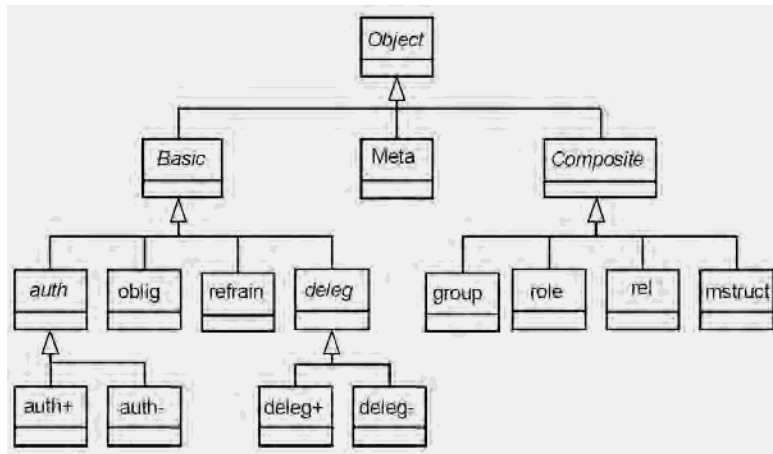 Object
Basic
Meta
Composite
auth
oblig
refrain
deleg
group
role
rel
mstruct
auth+
auth-
deleg+
deleg-